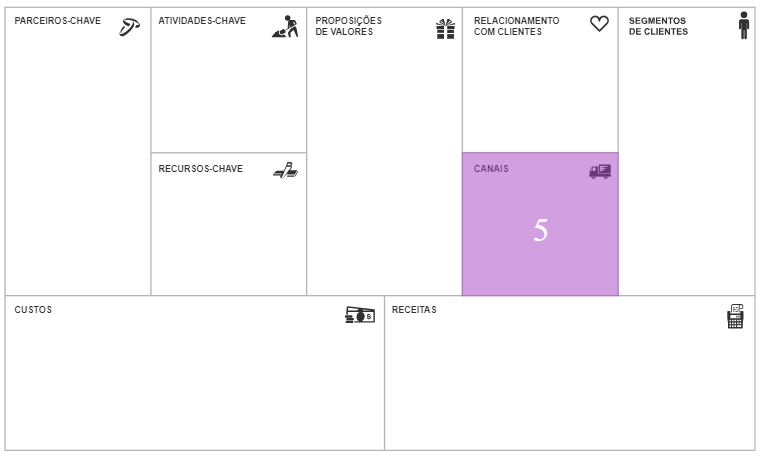 PARCEIROS-CHAVE
ATIVIDADES-CHAVE
PROPOSIÇÕES
DE VALORES
RELACIONAMENTO
COM CLIENTES
SEGMENTOS
DE CLIENTES
RECURSOS-CHAVE
CANAIS
5
CUSTOS
$
RECEITAS